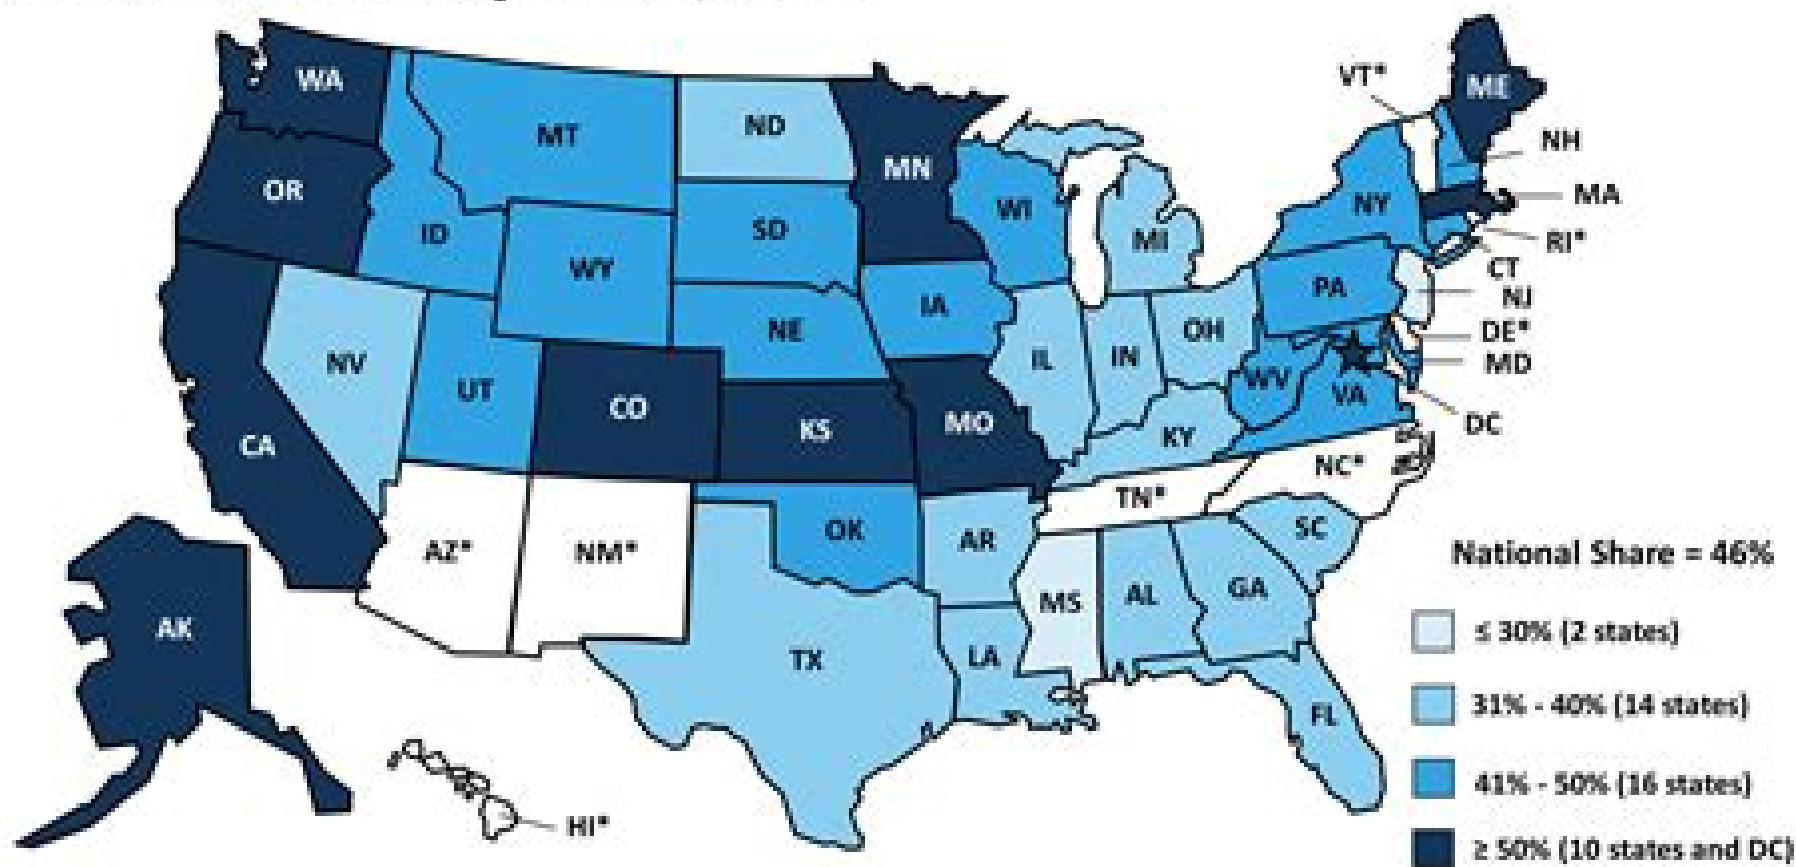 WA
MT
ND
MN
VT*
ME
NH
MA
RI*
CT
NJ
DE*
MD
DC
OR
ID
WY
SD
WI
MI
NY
PA
NV
UT
CO
NE
IA
IL
IN
OH
WV
VA
CA
KS
MO
KY
NC*
TN*
AZ*
NM*
OK
AR
SC
MS
AL
GA
TX
LA
FL
AK
HI*
National Share = 46%
≤ 30% (2 states)
31% - 40% (14 states)
41% - 50% (16 states)
≥ 50% (10 states and DC)